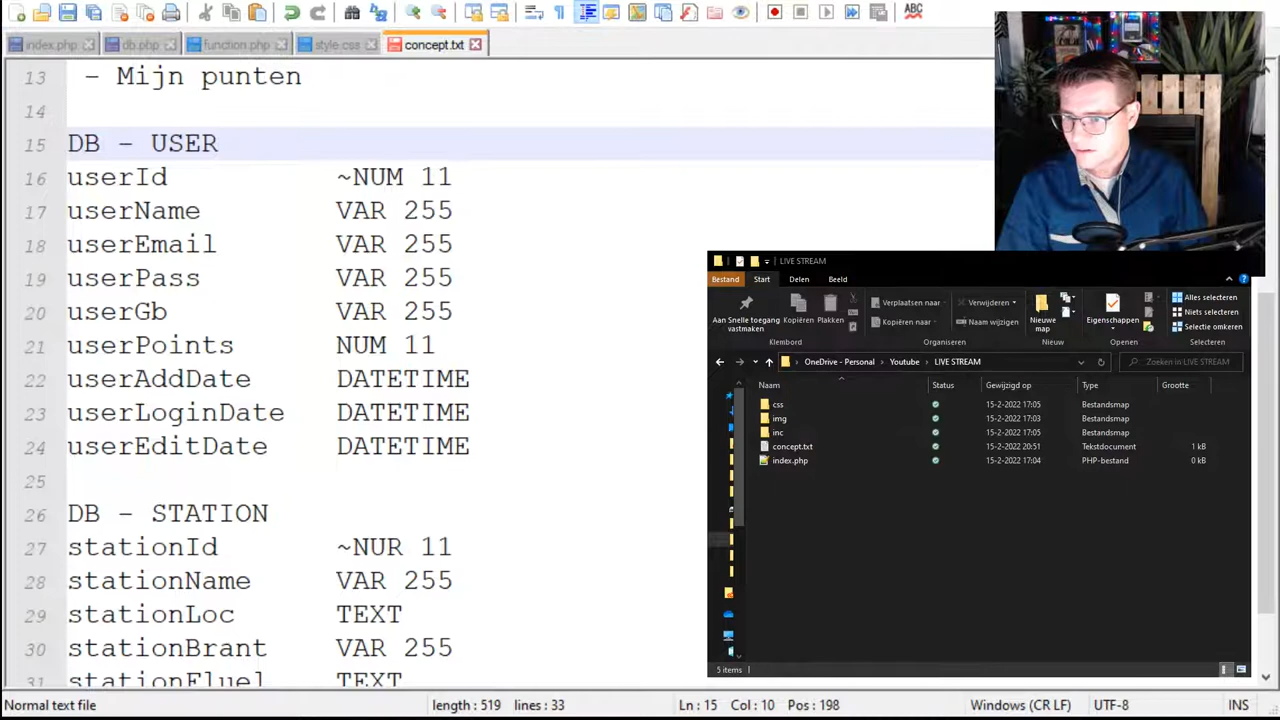 index.php
db.php
function.php
style.css
concept.txt
ABC
13 - Mijn punten
14
15 DB - USER
16 userId ~NUM 11
17 userName VAR 255
18 userEmail VAR 255
19 userPass VAR 255
20 userGb VAR 255
21 userPoints NUM 11
22 userAddDate DATETIME
23 userLoginDate DATETIME
24 userEditDate DATETIME
25
26 DB - STATION
27 stationId ~NUR 11
28 stationName VAR 255
29 stationLoc TEXT
30 stationBrant VAR 255
31 stationFluel TEXT
Normal text file length : 519 lines : 33 Ln : 15 Col : 10 Pos : 198 Windows (CR LF) UTF-8 INS
LIVE STREAM
Bestand Start Delen Beeld
Aan Snelle toegang vastmaken
Kopiëren
Plakken
Klembord
Verplaatsen naar
Kopiëren naar
Verwijderen
Naam wijzigen
Organiseren
Nieuwe map
Nieuw
Eigenschappen
Openen
Alles selecteren
Niets selecteren
Selectie omkeren
Selecteren
OneDrive - Personal Youtube LIVE STREAM
Zoeken in LIVE STREAM
Naam Status Gewijzigd op Type Grootte
css 15-2-2022 17:05 Bestandsmap
img 15-2-2022 17:03 Bestandsmap
inc 15-2-2022 17:05 Bestandsmap
concept.txt 15-2-2022 20:51 Tekstdocument 1 kB
index.php 15-2-2022 17:04 PHP-bestand 0 kB
5 items